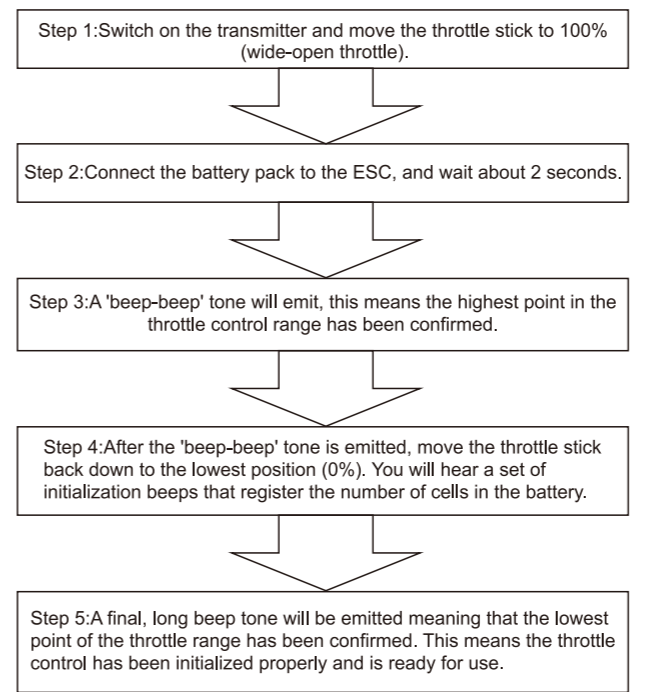 Step 1:Switch on the transmitter and move the throttle stick to 100%
(wide-open throttle).
Step 2:Connect the battery pack to the ESC, and wait about 2 seconds.
Step 3:A 'beep-beep' tone will emit, this means the highest point in the
throttle control range has been confirmed.
Step 4:After the 'beep-beep' tone is emitted, move the throttle stick
back down to the lowest position (0%). You will hear a set of
initialization beeps that register the number of cells in the battery.
Step 5:A final, long beep tone will be emitted meaning that the lowest
point of the throttle range has been confirmed. This means the throttle
control has been initialized properly and is ready for use.